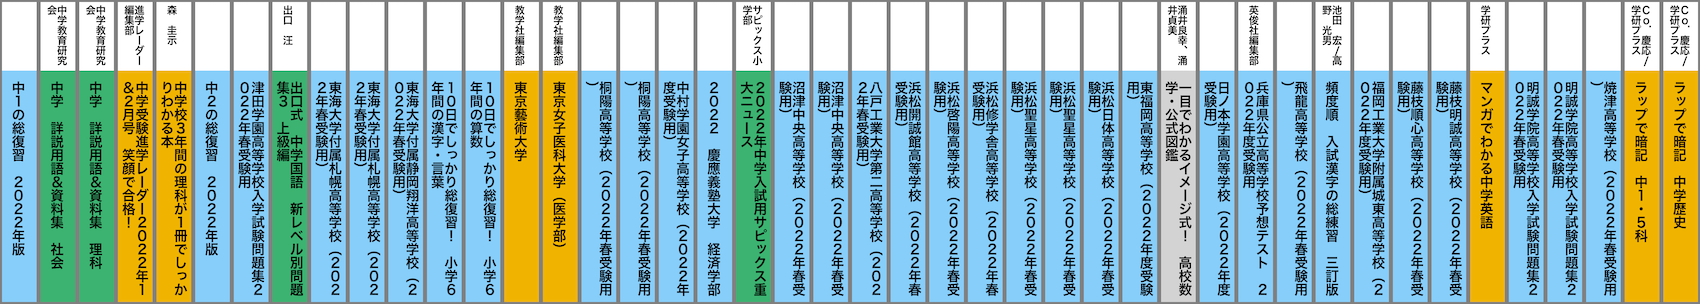 中1の総復習　2022年版
中学教育研究
会
中学　詳説用語&資料集　社会
中学教育研究
会
中学　詳説用語&資料集　理科
進学レーダー
編集部
中学受験進学レーダー2022年1
&2月号　笑顔で合格！
森　圭示
中学校3年間の理科が1冊でしっか
りわかる本
中2の総復習　2022年版
津田学園高等学校入学試験問題集2
022年春受験用
出口　汪
出口式　中学国語　新レベル別問題
集3　上級編
東海大学付属札幌高等学校（202
2年春受験用）
東海大学付属札幌高等学校（202
2年春受験用）
東海大学付属静岡翔洋高等学校（2
022年春受験用）
10日でしっかり総復習！　小学6
年間の漢字・言葉
10日でしっかり総復習！　小学6
年間の算数
教学社編集部
東京藝術大学
教学社編集部
東京女子医科大学（医学部）
桐陽高等学校（2022年春受験用
）
桐陽高等学校（2022年春受験用
）
中村学園女子高等学校（2022年
度受験用）
2022　慶應義塾大学　経済学部
サピックス小
学部
2022年中学入試用サピックス重
大ニュース
沼津中央高等学校（2022年春受
験用）
沼津中央高等学校（2022年春受
験用）
八戸工業大学第二高等学校（202
2年春受験用）
浜松開誠館高等学校（2022年春
受験用）
浜松啓陽高等学校（2022年春受
験用）
浜松修学舎高等学校（2022年春
受験用）
浜松聖星高等学校（2022年春受
験用）
浜松聖星高等学校（2022年春受
験用）
浜松日体高等学校（2022年春受
験用）
東福岡高等学校（2022年度受験
用）
涌井良幸、涌
井貞美
一目でわかるイメージ式！　高校数
学・公式図鑑
日ノ本学園高等学校（2022年度
受験用）
英俊社編集部
兵庫県公立高等学校予想テスト　2
022年度受験用
飛龍高等学校（2022年春受験用
）
池田　宏/高
野　光男
頻度順　入試漢字の総練習　三訂版
福岡工業大学附属城東高等学校（2
022年度受験用）
藤枝順心高等学校（2022年春受
験用）
藤枝明誠高等学校（2022年春受
験用）
学研プラス
マンガでわかる中学英語
明誠学院高等学校入学試験問題集2
022年春受験用
明誠学院高等学校入学試験問題集2
022年春受験用
焼津高等学校（2022年春受験用
）
Co.慶応/
学研プラス
ラップで暗記　中1・5科
Co.慶応/
学研プラス
ラップで暗記　中学歴史